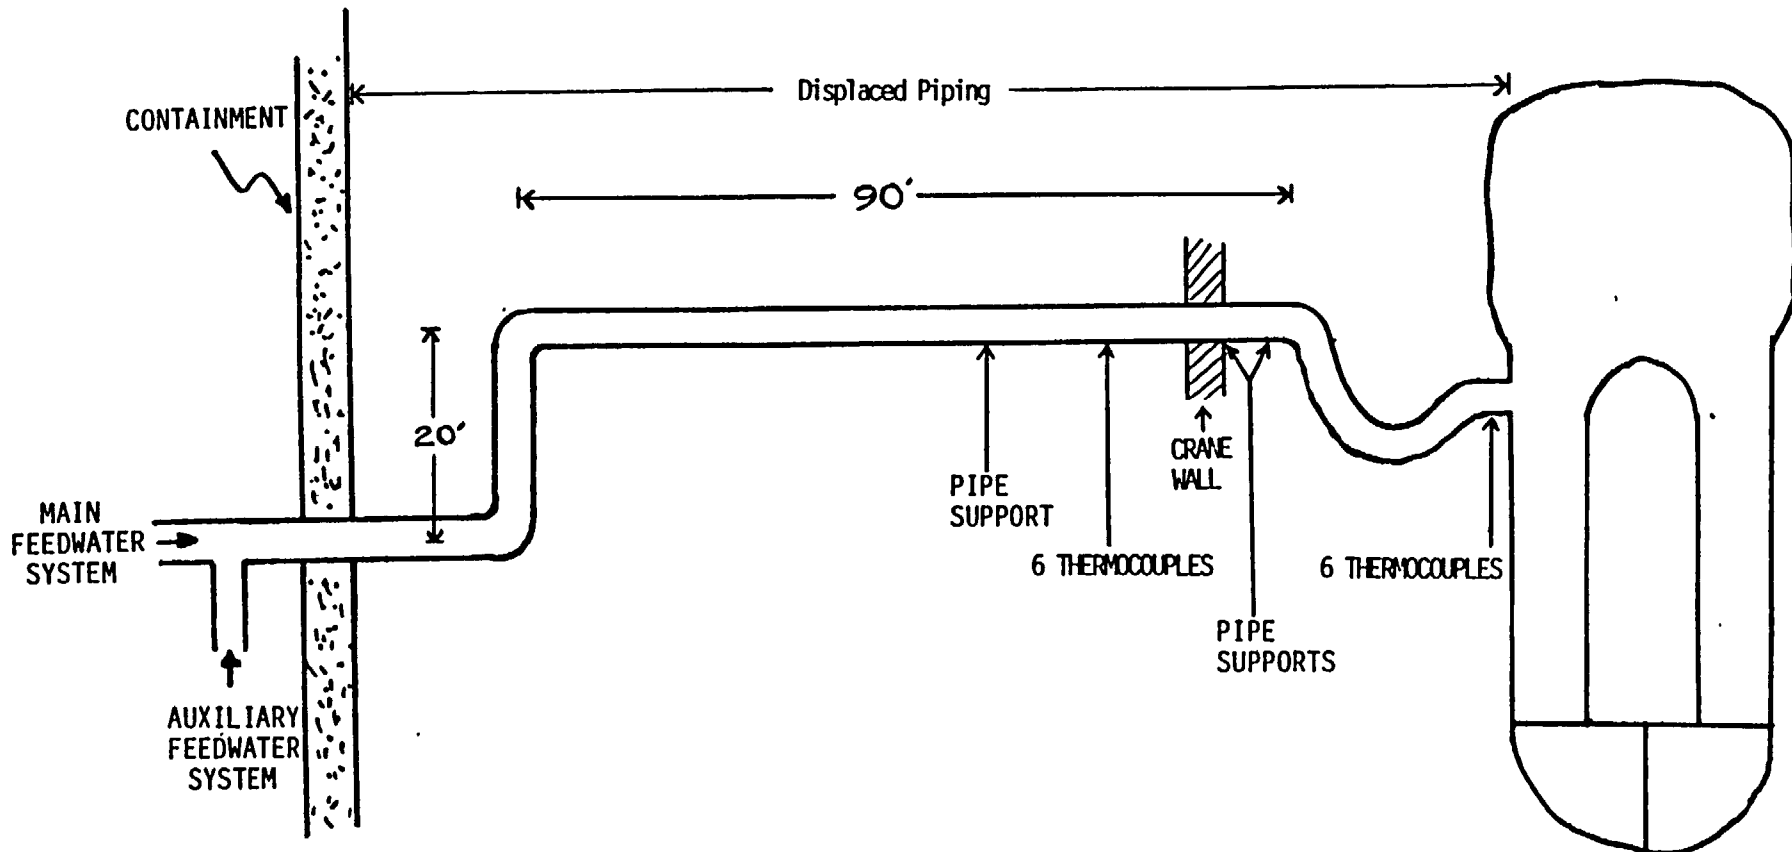 Displaced Piping
CONTAINMENT
90′
20′
CRANE
WALL
PIPE
SUPPORT
MAIN
FEEDWATER
SYSTEM
6 THERMOCOUPLES
6 THERMOCOUPLES
PIPE
SUPPORTS
AUXILIARY
FEEDWATER
SYSTEM